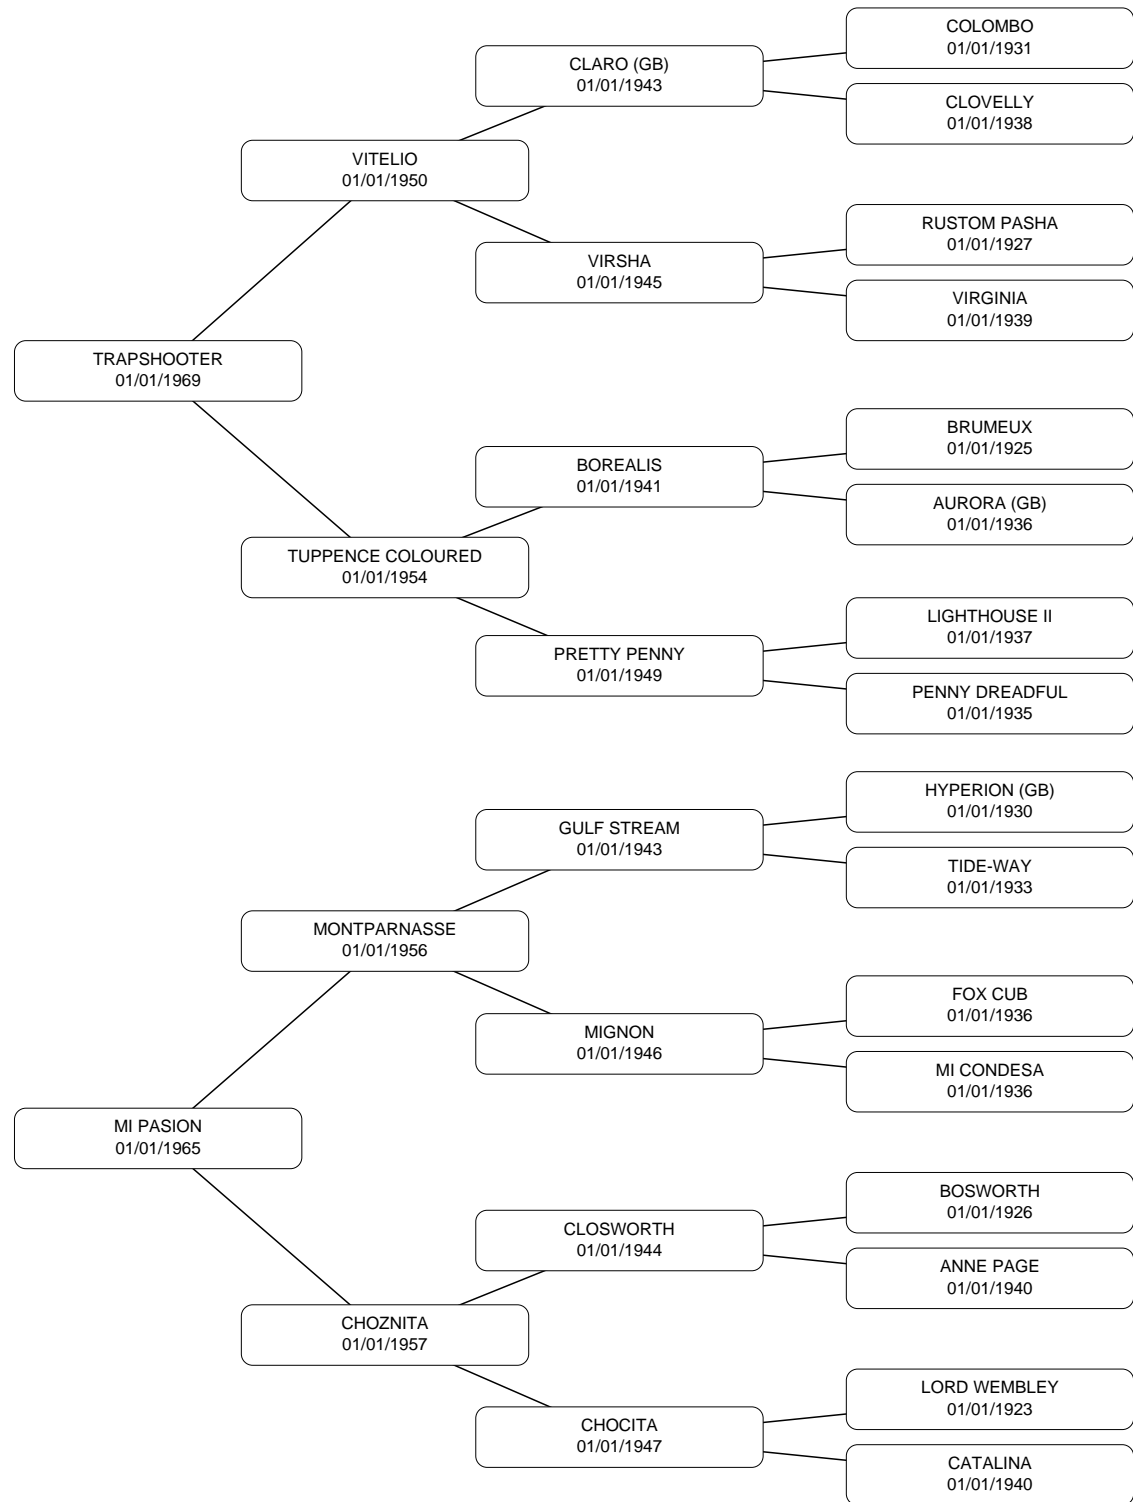 COLOMBO
01/01/1931
CLARO (GB)
01/01/1943
CLOVELLY
01/01/1938
VITELIO
01/01/1950
RUSTOM PASHA
01/01/1927
VIRSHA
01/01/1945
VIRGINIA
01/01/1939
TRAPSHOOTER
01/01/1969
BRUMEUX
01/01/1925
BOREALIS
01/01/1941
AURORA (GB)
01/01/1936
TUPPENCE COLOURED
01/01/1954
LIGHTHOUSE II
01/01/1937
PRETTY PENNY
01/01/1949
PENNY DREADFUL
01/01/1935
HYPERION (GB)
01/01/1930
GULF STREAM
01/01/1943
TIDE-WAY
01/01/1933
MONTPARNASSE
01/01/1956
FOX CUB
01/01/1936
MIGNON
01/01/1946
MI CONDESA
01/01/1936
MI PASION
01/01/1965
BOSWORTH
01/01/1926
CLOSWORTH
01/01/1944
ANNE PAGE
01/01/1940
CHOZNITA
01/01/1957
LORD WEMBLEY
01/01/1923
CHOCITA
01/01/1947
CATALINA
01/01/1940